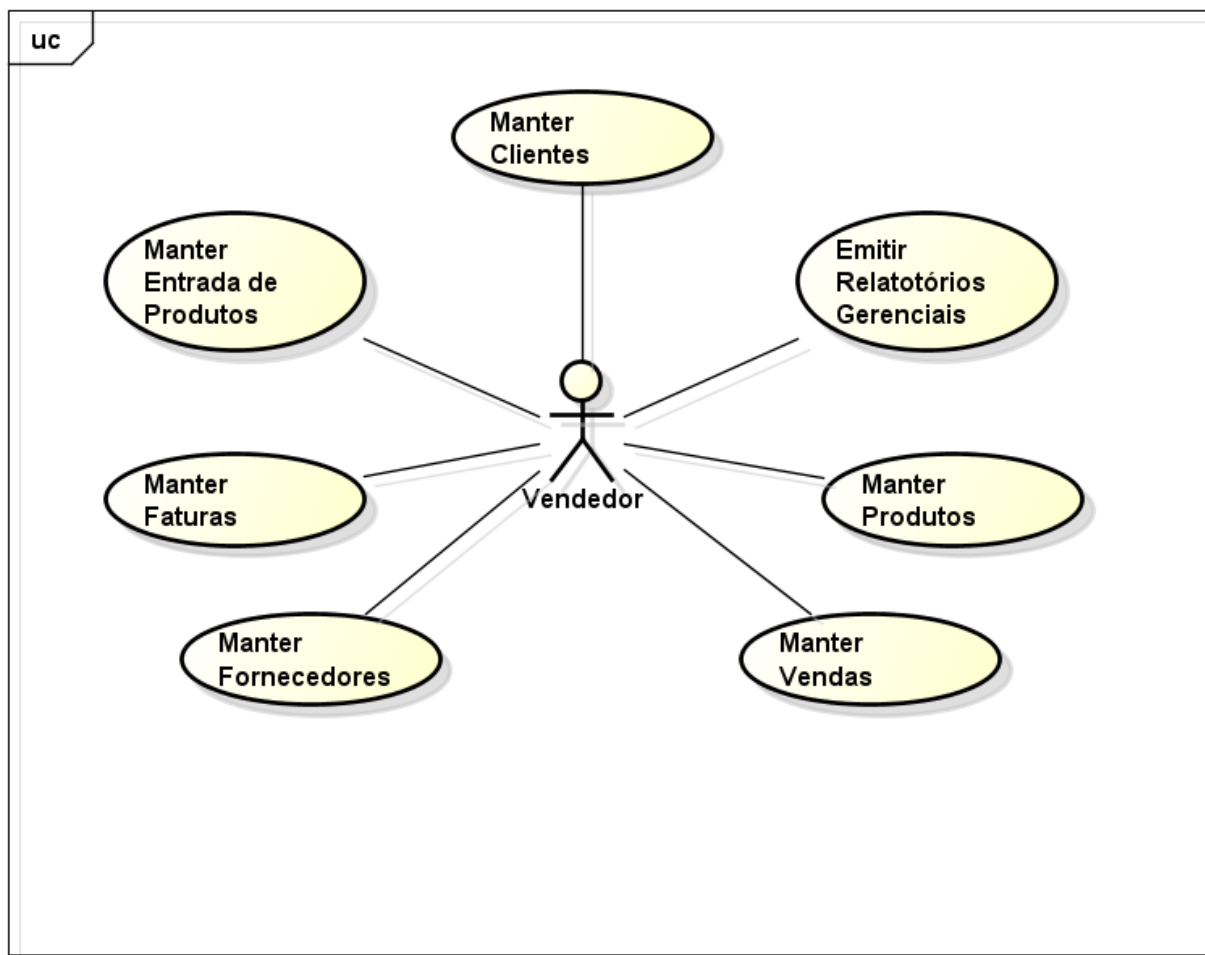 uc
Manter
Clientes
Manter
Entrada de
Produtos
Emitir
Relatotórios
Gerenciais
Manter
Faturas
Vendedor
Manter
Produtos
Manter
Fornecedores
Manter
Vendas